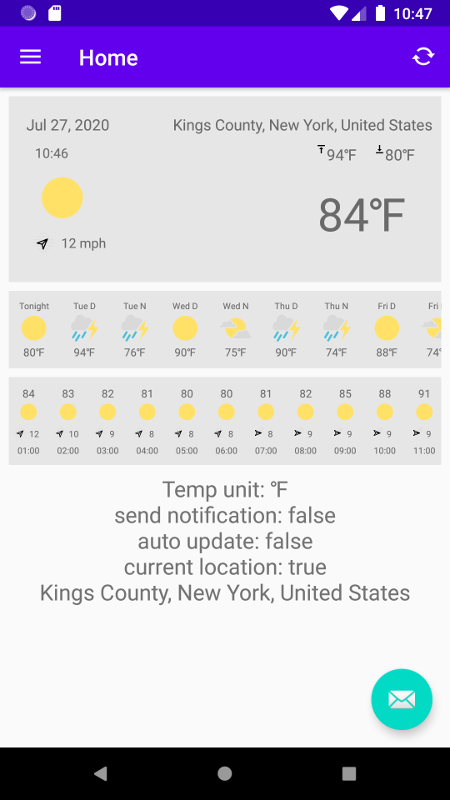 10:47
Home
Jul 27, 2020 Kings County, New York, United States
10:46 94°F 80°F
84°F
12 mph
Tonight Tue D Tue N Wed D Wed N Thu D Thu N Fri D Fri
80°F 94°F 76°F 90°F 75°F 90°F 74°F 88°F 74°
84 83 82 81 80 80 81 82 85 88 91
12 10 9 8 8 8 8 9 9 9 9
01:00 02:00 03:00 04:00 05:00 06:00 07:00 08:00 09:00 10:00 11:00
Temp unit: °F
send notification: false
auto update: false
current location: true
Kings County, New York, United States